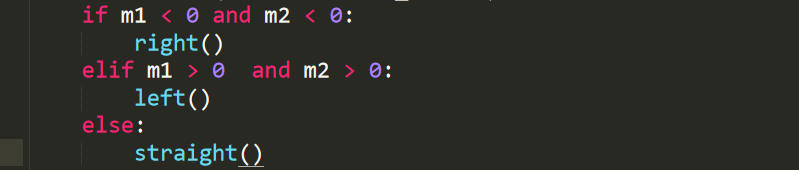 if m1 < 0 and m2 < 0:
    right()
elif m1 > 0  and m2 > 0:
    left()
else:
    straight()